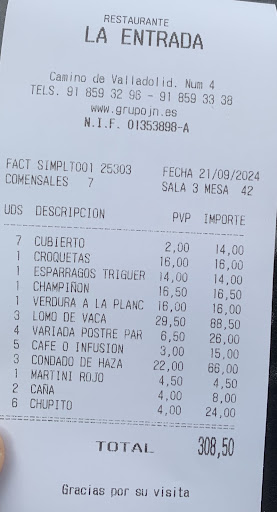 RESTAURANTE
LA ENTRADA
Camino de Valladolid. Num 4
TELS. 91 859 32 96 - 91 859 33 38
www.grupojn.es
N.I.F. 01353898-A
FACT SIMPLT001 25303 FECHA 21/09/2024
COMENSALES 7 SALA 3 MESA 42
UDS DESCRIPCION PVP IMPORTE
7 CUBIERTO 2,00 14,00
1 CROQUETAS 16,00 16,00
1 ESPARRAGOS TRIGUER 14,00 14,00
1 CHAMPIÑON 16,50 16,50
1 VERDURA A LA PLANC 16,00 16,00
3 LOMO DE VACA 29,50 88,50
4 VARIADA POSTRE PAR 6,50 26,00
5 CAFE O INFUSION 3,00 15,00
3 CONDADO DE HAZA 22,00 66,00
1 MARTINI ROJO 4,50 4,50
2 CAÑA 4,00 8,00
6 CHUPITO 4,00 24,00
TOTAL 308,50
Gracias por su visita